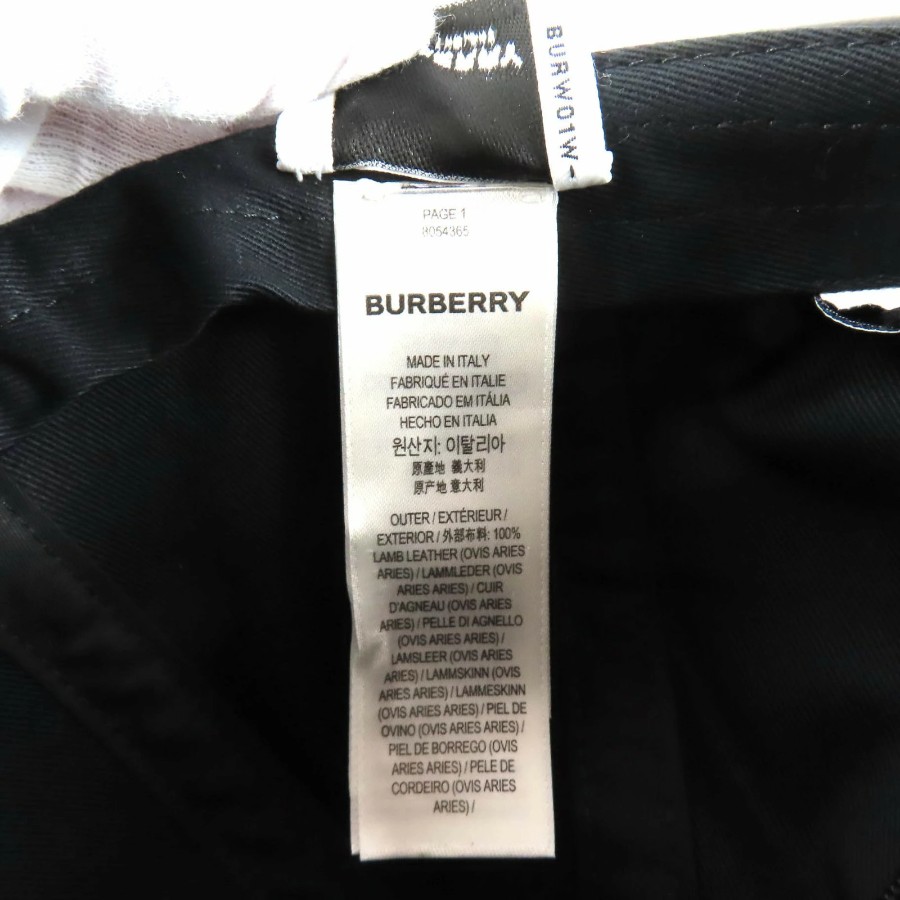 BURW01W
PAGE 1
8054365
BURBERRY
MADE IN ITALY
FABRIQUÉ EN ITALIE
FABRICADO EM ITÁLIA
HECHO EN ITALIA
원산지: 이탈리아
原產地 義大利
原产地 意大利
OUTER / EXTÉRIEUR /
EXTERIOR / 外部布料: 100%
LAMB LEATHER (OVIS ARIES
ARIES) / LAMMLEDER (OVIS
ARIES ARIES) / CUIR
D'AGNEAU (OVIS ARIES
ARIES) / PELLE DI AGNELLO
(OVIS ARIES ARIES) /
LAMSLEER (OVIS ARIES
ARIES) / LAMMSKINN (OVIS
ARIES ARIES) / LAMMESKINN
(OVIS ARIES ARIES) / PIEL DE
OVINO (OVIS ARIES ARIES) /
PIEL DE BORREGO (OVIS
ARIES ARIES) / PELE DE
CORDEIRO (OVIS ARIES
ARIES) /